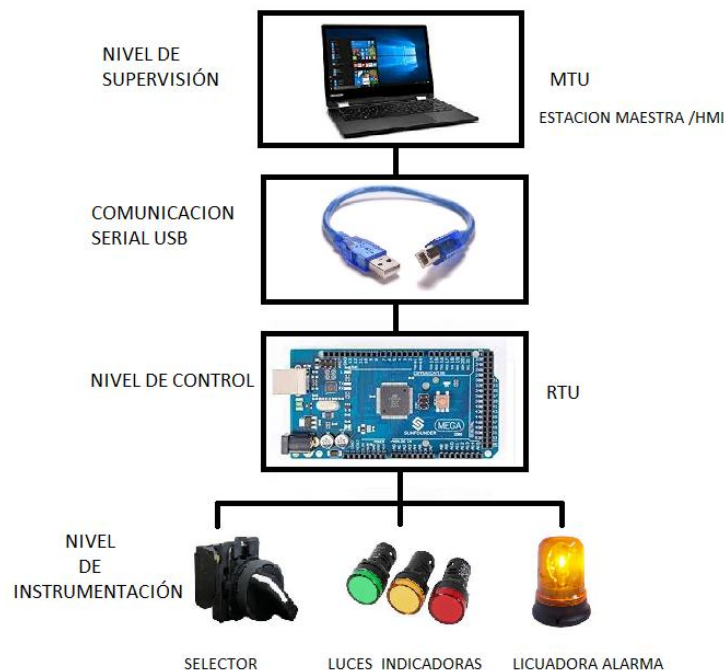 NIVEL DE
SUPERVISIÓN
MTU
ESTACION MAESTRA /HMI
COMUNICACION
SERIAL USB
NIVEL DE CONTROL
RTU
SUNFOUNDER
MEGA
NIVEL
DE
INSTRUMENTACIÓN
SELECTOR
LUCES INDICADORAS
LICUADORA ALARMA